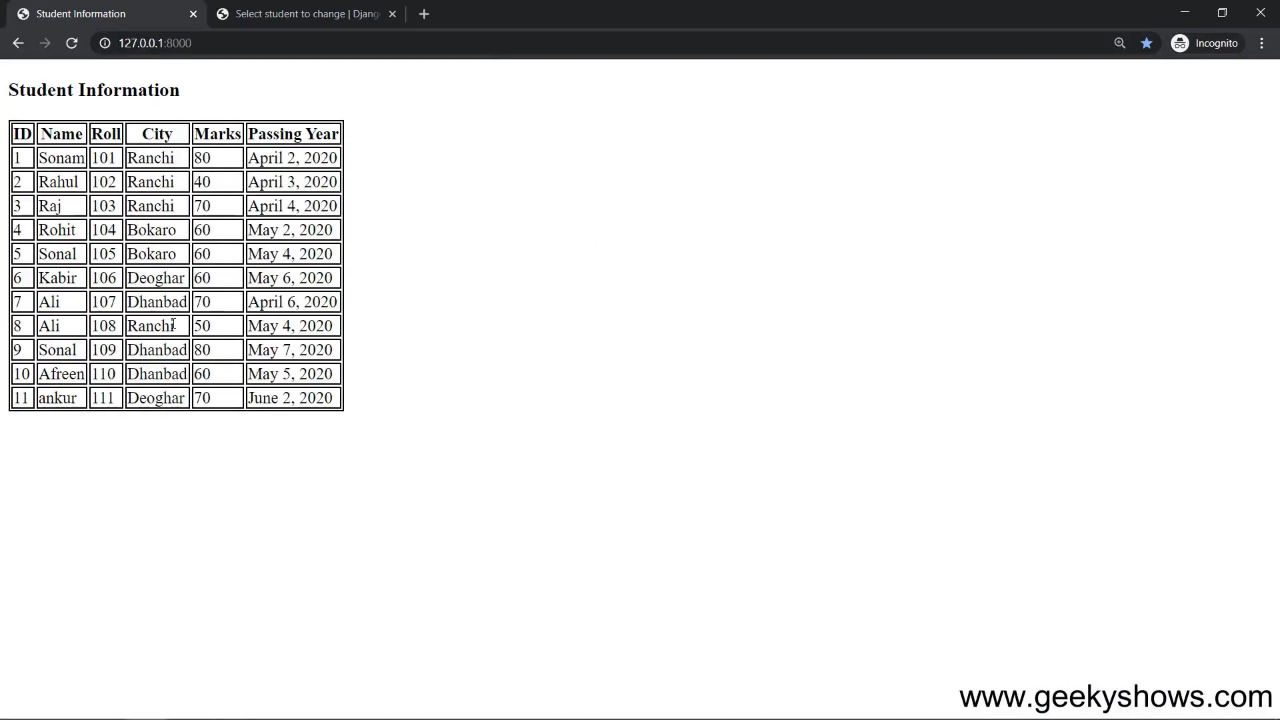 Student Information
Select student to change | Djang
127.0.0.1:8000
Incognito
Student Information
ID Name Roll City Marks Passing Year
1 Sonam 101 Ranchi 80 April 2, 2020
2 Rahul 102 Ranchi 40 April 3, 2020
3 Raj 103 Ranchi 70 April 4, 2020
4 Rohit 104 Bokaro 60 May 2, 2020
5 Sonal 105 Bokaro 60 May 4, 2020
6 Kabir 106 Deoghar 60 May 6, 2020
7 Ali 107 Dhanbad 70 April 6, 2020
8 Ali 108 Ranchi 50 May 4, 2020
9 Sonal 109 Dhanbad 80 May 7, 2020
10 Afreen 110 Dhanbad 60 May 5, 2020
11 ankur 111 Deoghar 70 June 2, 2020
www.geekyshows.com